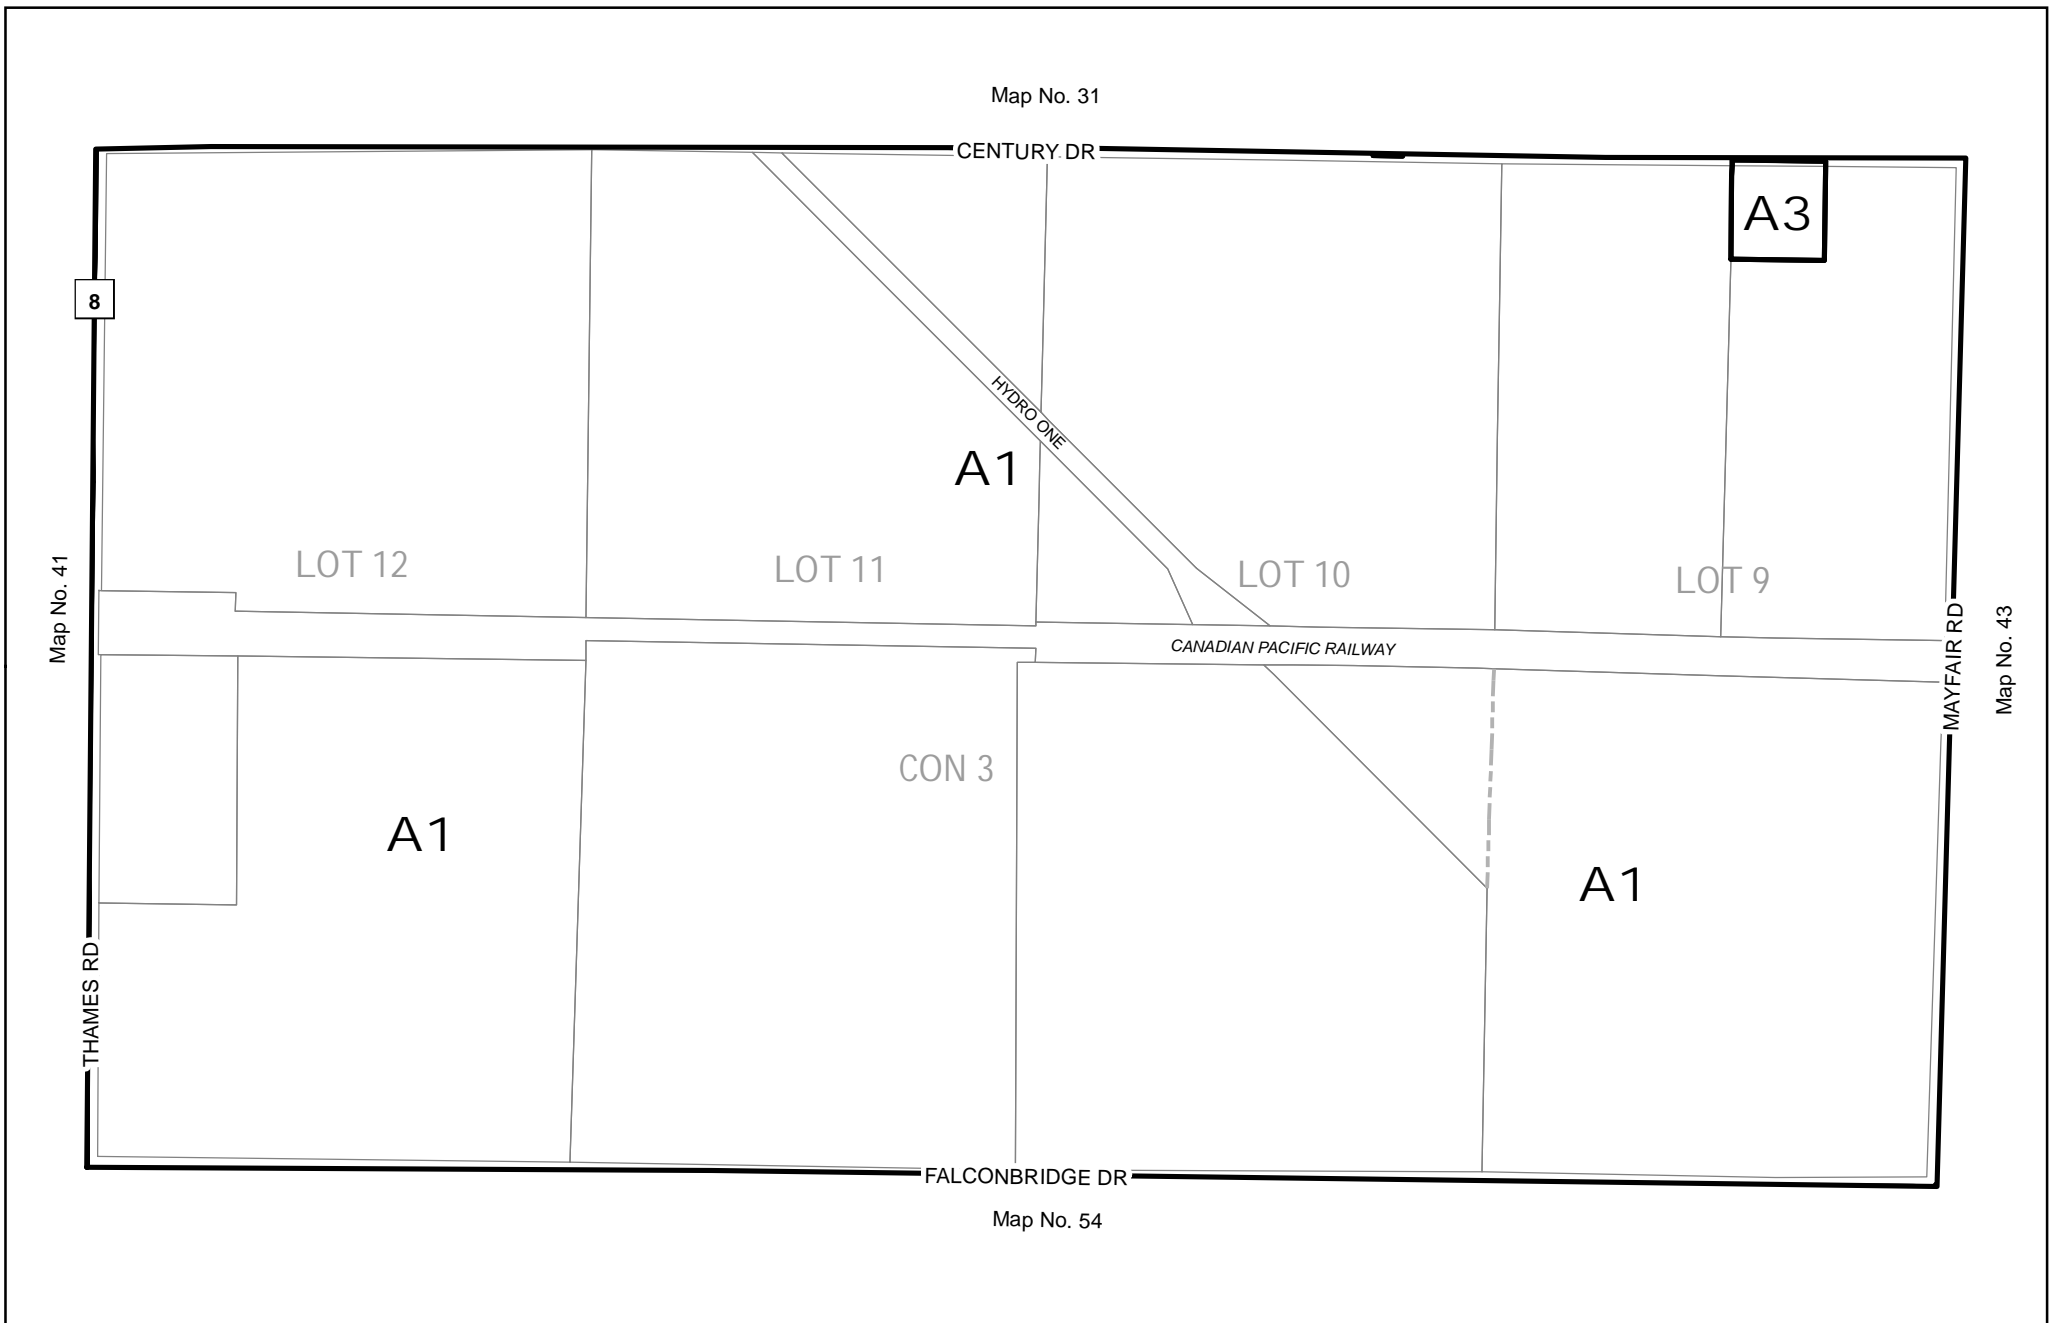 Map No. 31
CENTURY DR
A3
8
HYDRO ONE
A1
LOT 12
LOT 11
LOT 10
LOT 9
Map No. 41
MAYFAIR RD
Map No. 43
CANADIAN PACIFIC RAILWAY
CON 3
A1
A1
THAMES RD
FALCONBRIDGE DR
Map No. 54